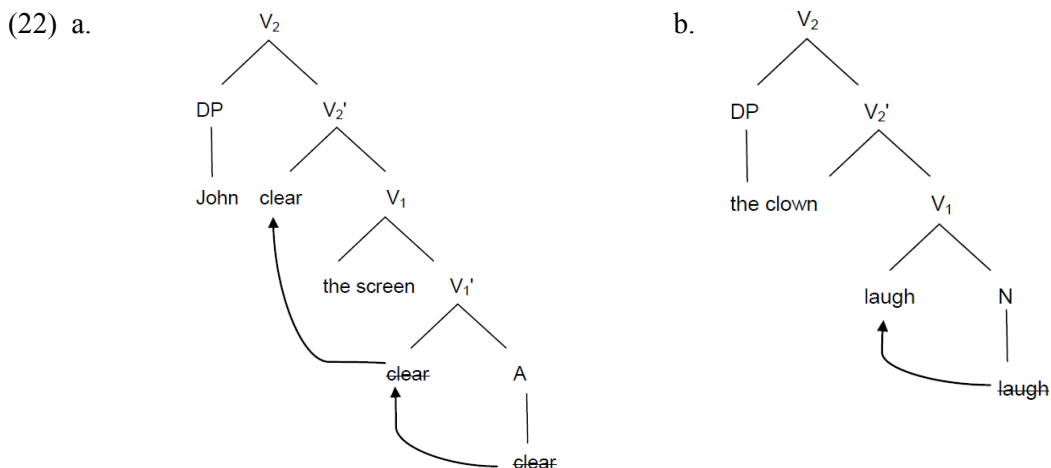 (22) a. V₂ b. V₂
DP V₂' DP V₂'
John clear V₁ the clown V₁
the screen V₁' laugh N
clear A laugh
clear